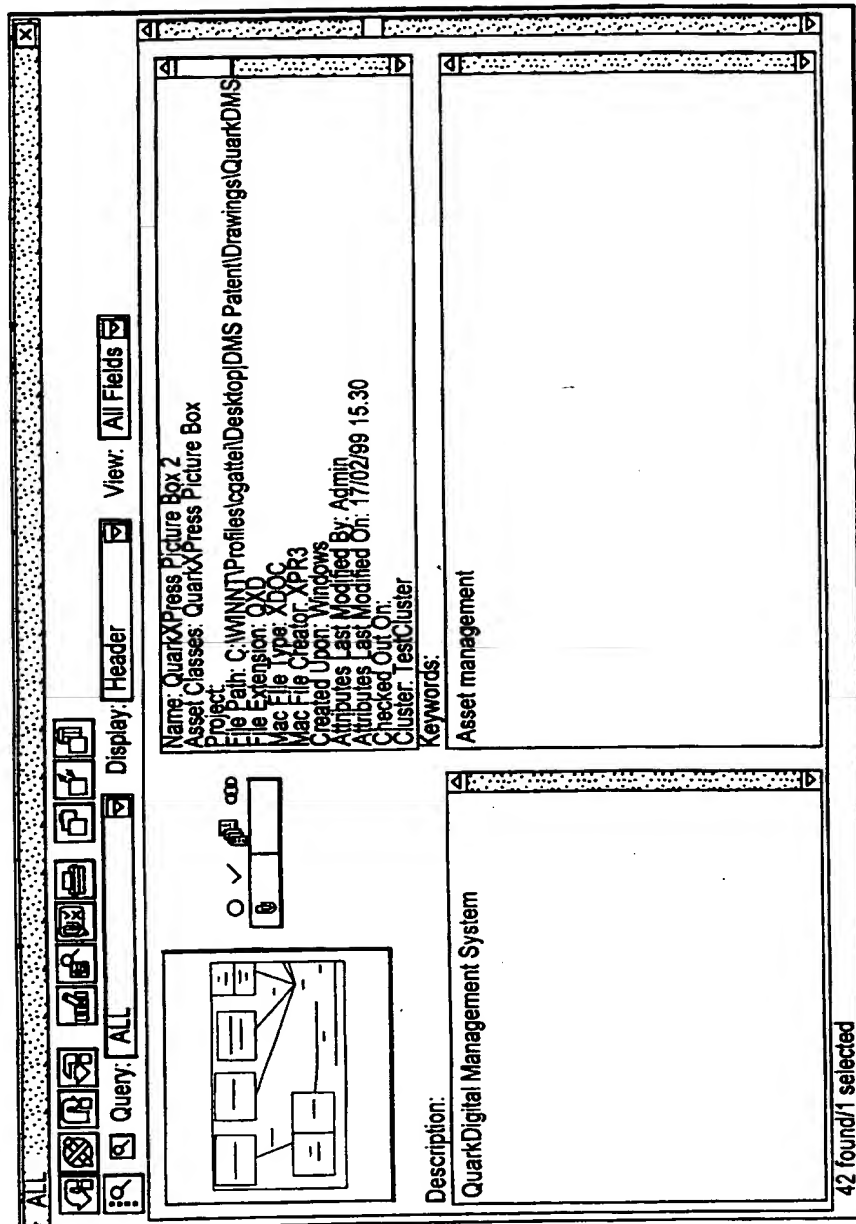 ALL
Query: ALL Display: Header View: All Fields
Name: QuarkXPress Picture Box 2
Asset Classes: QuarkXPress Picture Box
Project:
File Path: C:\WINNT\Profiles\cgattei\Desktop|DMS Patent\Drawings\QuarkDMS
File Extension: QXD
Mac File Type: XDOC
Mac File Creator: XPR3
Created Upon: Windows
Attributes Last Modified By: Admin
Attributes Last Modified On: 17/02/99 15.30
Checked Out On:
Cluster: TestCluster
Description:
QuarkDigital Management System
Keywords:
Asset management
42 found/1 selected